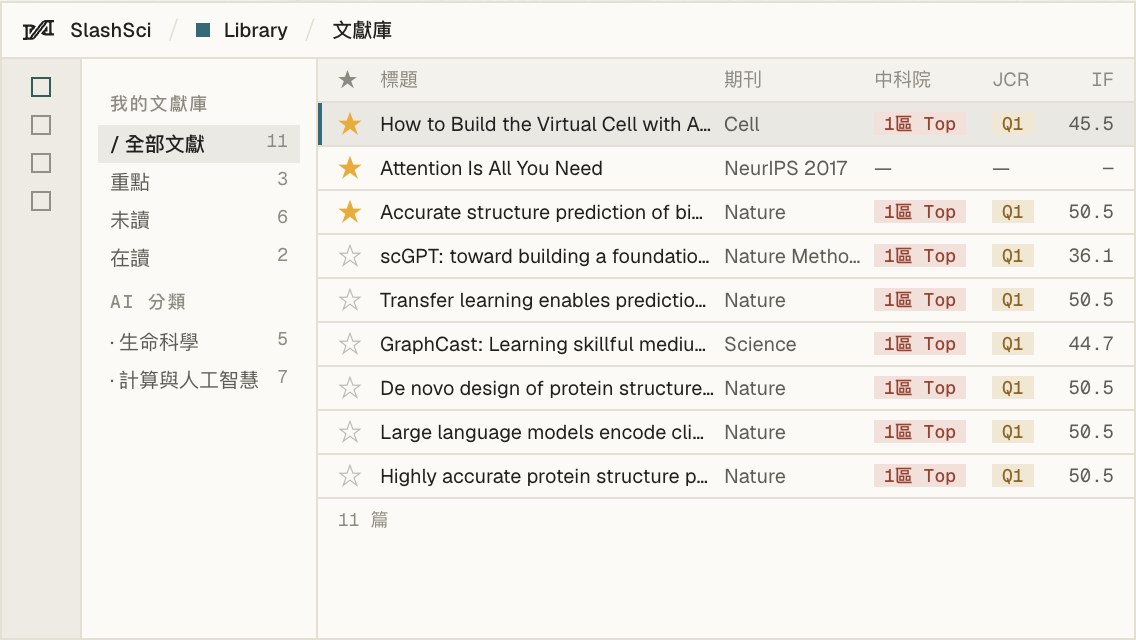 SlashSci / Library / 文獻庫
我的文獻庫
/ 全部文獻 11
重點 3
未讀 6
在讀 2
AI 分類
· 生命科學 5
· 計算與人工智慧 7
★ 標題 期刊 中科院 JCR IF
How to Build the Virtual Cell with A… Cell 1區 Top Q1 45.5
Attention Is All You Need NeurIPS 2017 — — —
Accurate structure prediction of bi… Nature 1區 Top Q1 50.5
scGPT: toward building a foundatio… Nature Metho… 1區 Top Q1 36.1
Transfer learning enables predictio… Nature 1區 Top Q1 50.5
GraphCast: Learning skillful mediu… Science 1區 Top Q1 44.7
De novo design of protein structure… Nature 1區 Top Q1 50.5
Large language models encode cli… Nature 1區 Top Q1 50.5
Highly accurate protein structure p… Nature 1區 Top Q1 50.5
11 篇